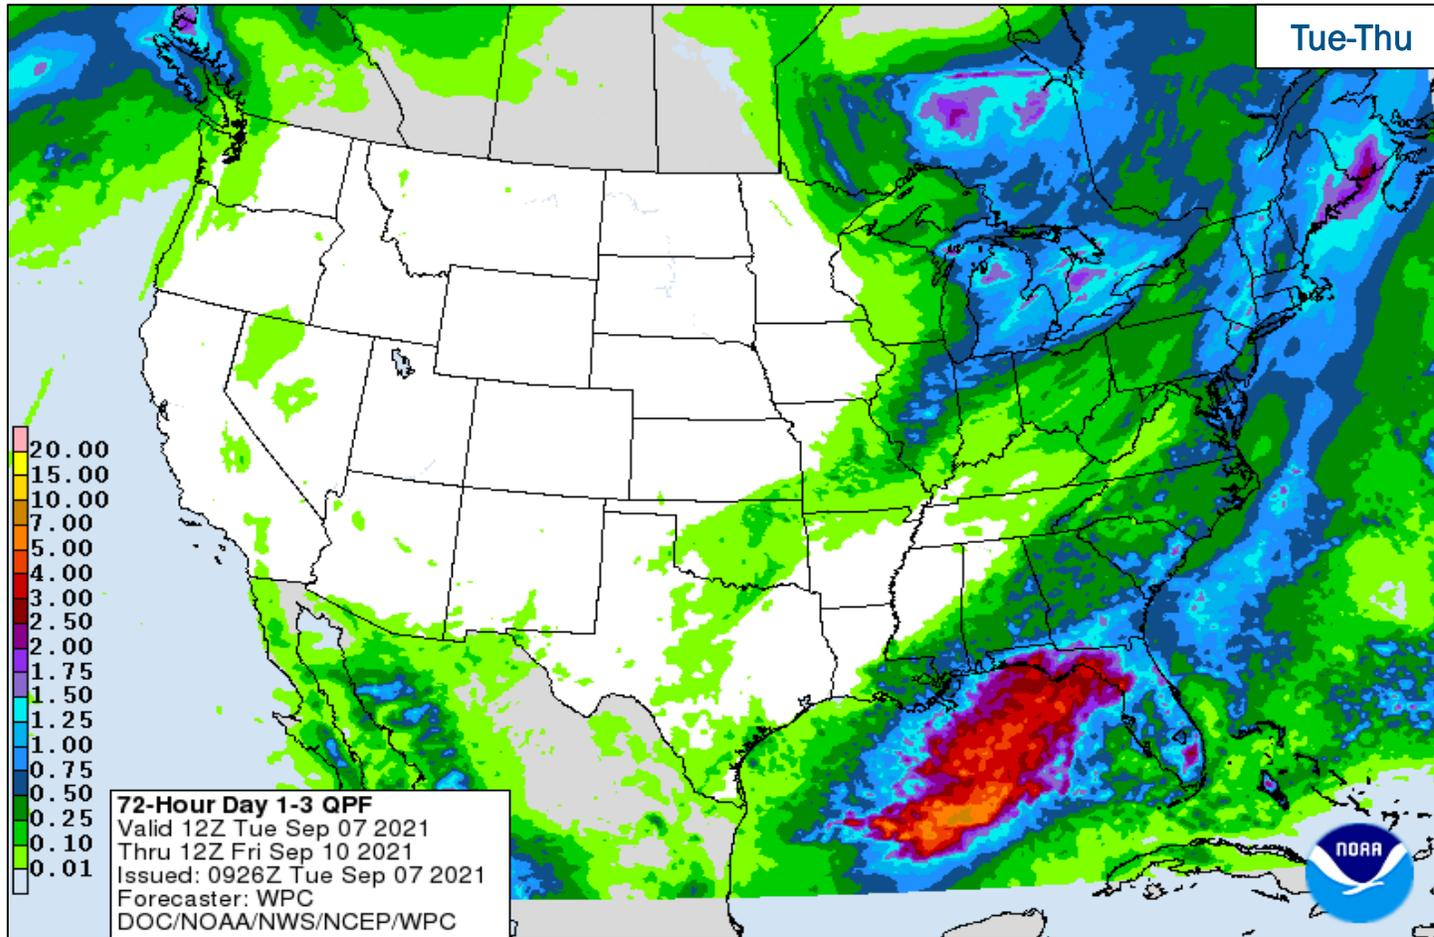 Tue-Thu
20.00
15.00
10.00
7.00
5.00
4.00
3.00
2.50
2.00
1.75
1.50
1.25
1.00
0.75
0.50
0.25
0.10
0.01
72-Hour Day 1-3 QPF
Valid 12Z Tue Sep 07 2021
Thru 12Z Fri Sep 10 2021
Issued: 0926Z Tue Sep 07 2021
Forecaster: WPC
DOC/NOAA/NWS/NCEP/WPC
NOAA